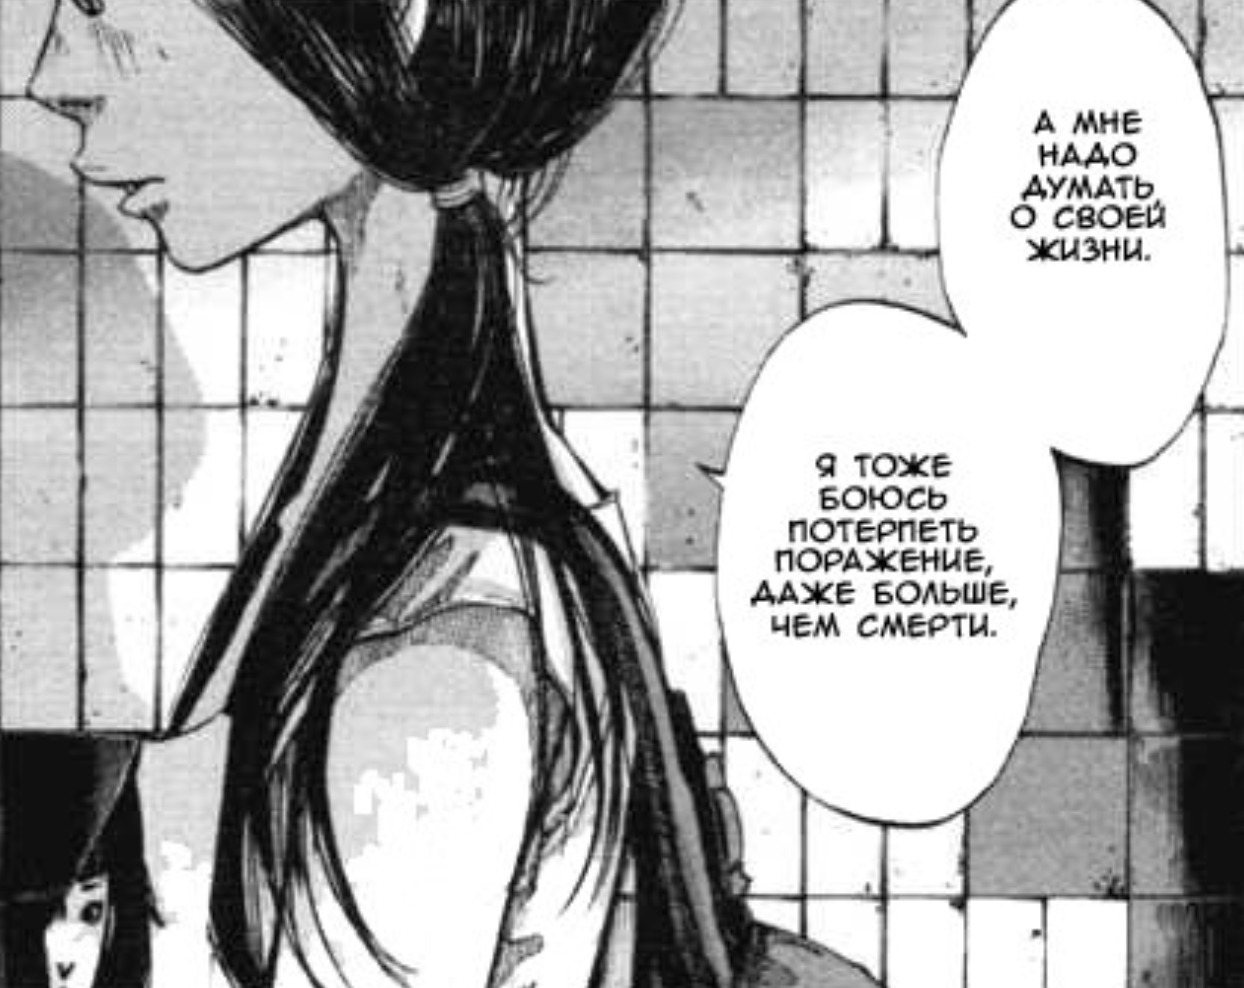 А МНЕ
НАДО
ДУМАТЬ
О СВОЕЙ
ЖИЗНИ.
Я ТОЖЕ
БОЮСЬ
ПОТЕРПЕТЬ
ПОРАЖЕНИЕ,
ДАЖЕ БОЛЬШЕ,
ЧЕМ СМЕРТИ.